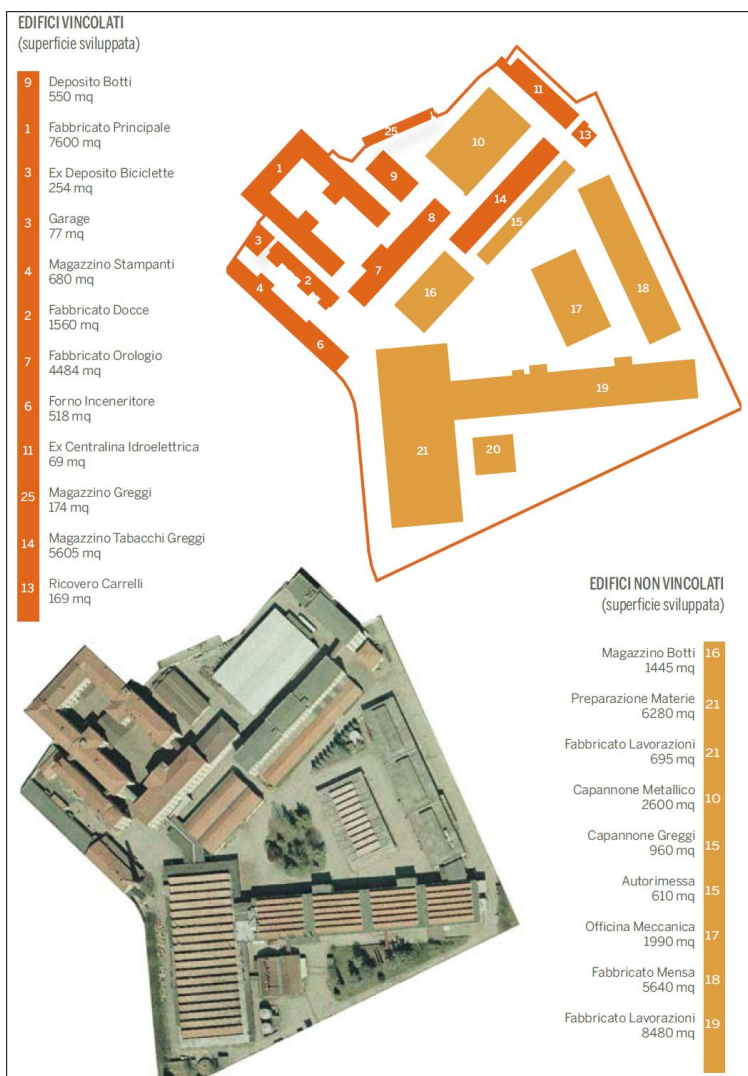 EDIFICI VINCOLATI
(superficie sviluppata)
9 Deposito Botti
550 mq
1 Fabbricato Principale
7600 mq
3 Ex Deposito Biciclette
254 mq
3 Garage
77 mq
4 Magazzino Stampanti
680 mq
2 Fabbricato Docce
1560 mq
7 Fabbricato Orologio
4484 mq
6 Forno Inceneritore
518 mq
11 Ex Centralina Idroelettrica
69 mq
25 Magazzino Greggi
174 mq
14 Magazzino Tabacchi Greggi
5605 mq
13 Ricovero Carrelli
169 mq
11
25
13
10
1
9
14
8
15
3
2
7
4
16
18
17
6
19
21
20
EDIFICI NON VINCOLATI
(superficie sviluppata)
Magazzino Botti 16
1445 mq
Preparazione Materie 21
6280 mq
Fabbricato Lavorazioni 21
695 mq
Capannone Metallico 10
2600 mq
Capannone Greggi 15
960 mq
Autorimessa 15
610 mq
Officina Meccanica 17
1990 mq
Fabbricato Mensa 18
5640 mq
Fabbricato Lavorazioni 19
8480 mq